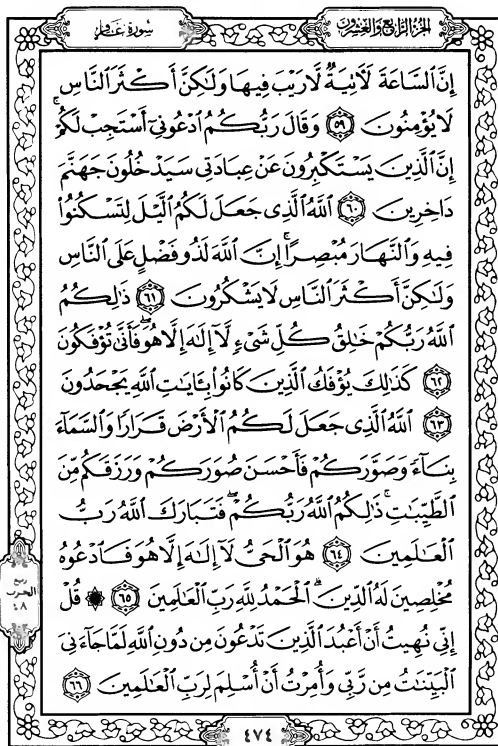 الجزء الرابع والعشرون
سورة غافر
إِنَّ ٱلسَّاعَةَ لَـَٔاتِيَةٌ لَّا رَيْبَ فِيهَا وَلَٰكِنَّ أَكْثَرَ ٱلنَّاسِ
لَا يُؤْمِنُونَ ۝٥٩ وَقَالَ رَبُّكُمُ ٱدْعُونِىٓ أَسْتَجِبْ لَكُمْ ۚ
إِنَّ ٱلَّذِينَ يَسْتَكْبِرُونَ عَنْ عِبَادَتِى سَيَدْخُلُونَ جَهَنَّمَ
دَاخِرِينَ ۝٦٠ ٱللَّهُ ٱلَّذِى جَعَلَ لَكُمُ ٱلَّيْلَ لِتَسْكُنُوا۟
فِيهِ وَٱلنَّهَارَ مُبْصِرًا ۚ إِنَّ ٱللَّهَ لَذُو فَضْلٍ عَلَى ٱلنَّاسِ
وَلَٰكِنَّ أَكْثَرَ ٱلنَّاسِ لَا يَشْكُرُونَ ۝٦١ ذَٰلِكُمُ
ٱللَّهُ رَبُّكُمْ خَٰلِقُ كُلِّ شَىْءٍ لَّآ إِلَٰهَ إِلَّا هُوَ ۖ فَأَنَّىٰ تُؤْفَكُونَ
۝٦٢ كَذَٰلِكَ يُؤْفَكُ ٱلَّذِينَ كَانُوا۟ بِـَٔايَٰتِ ٱللَّهِ يَجْحَدُونَ
۝٦٣ ٱللَّهُ ٱلَّذِى جَعَلَ لَكُمُ ٱلْأَرْضَ قَرَارًا وَٱلسَّمَآءَ
بِنَآءً وَصَوَّرَكُمْ فَأَحْسَنَ صُوَرَكُمْ وَرَزَقَكُم مِّنَ
ٱلطَّيِّبَٰتِ ۚ ذَٰلِكُمُ ٱللَّهُ رَبُّكُمْ ۖ فَتَبَارَكَ ٱللَّهُ رَبُّ
ٱلْعَٰلَمِينَ ۝٦٤ هُوَ ٱلْحَىُّ لَآ إِلَٰهَ إِلَّا هُوَ فَٱدْعُوهُ
مُخْلِصِينَ لَهُ ٱلدِّينَ ۗ ٱلْحَمْدُ لِلَّهِ رَبِّ ٱلْعَٰلَمِينَ ۝٦٥ ۞ قُلْ
إِنِّى نُهِيتُ أَنْ أَعْبُدَ ٱلَّذِينَ تَدْعُونَ مِن دُونِ ٱللَّهِ لَمَّا جَآءَنِىَ
ٱلْبَيِّنَٰتُ مِن رَّبِّى وَأُمِرْتُ أَنْ أُسْلِمَ لِرَبِّ ٱلْعَٰلَمِينَ ۝٦٦
ربع
الحزب
٤٨
٤٧٤